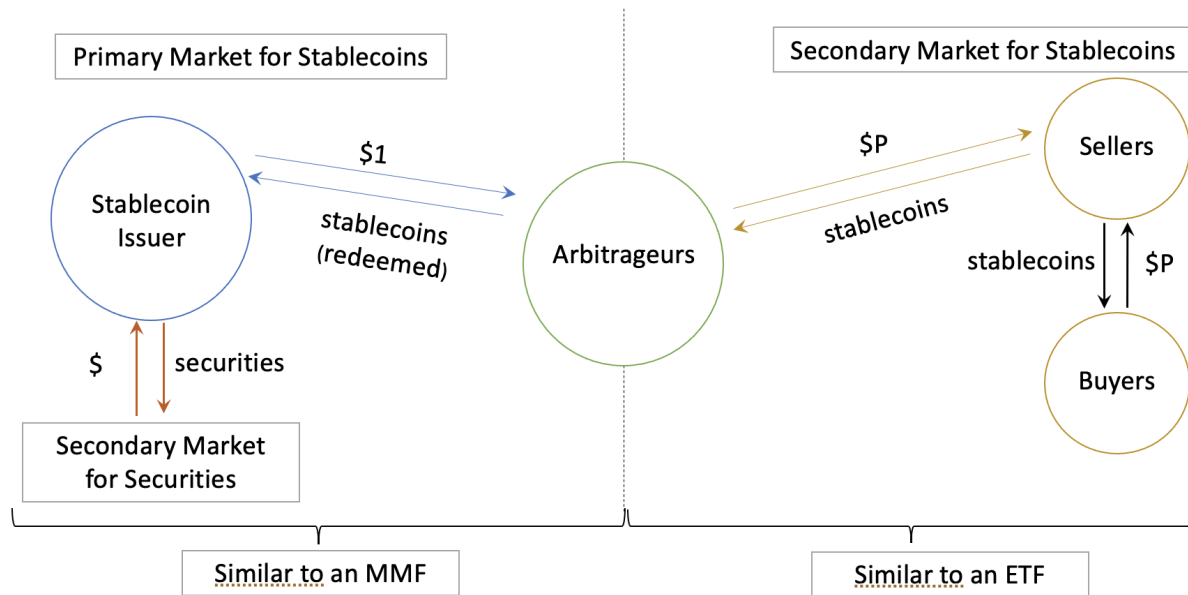 Primary Market for Stablecoins
Secondary Market for Stablecoins
Stablecoin
Issuer
$1
stablecoins
(redeemed)
Arbitrageurs
$P
stablecoins
Sellers
stablecoins
$P
Buyers
$
securities
Secondary Market
for Securities
Similar to an MMF
Similar to an ETF